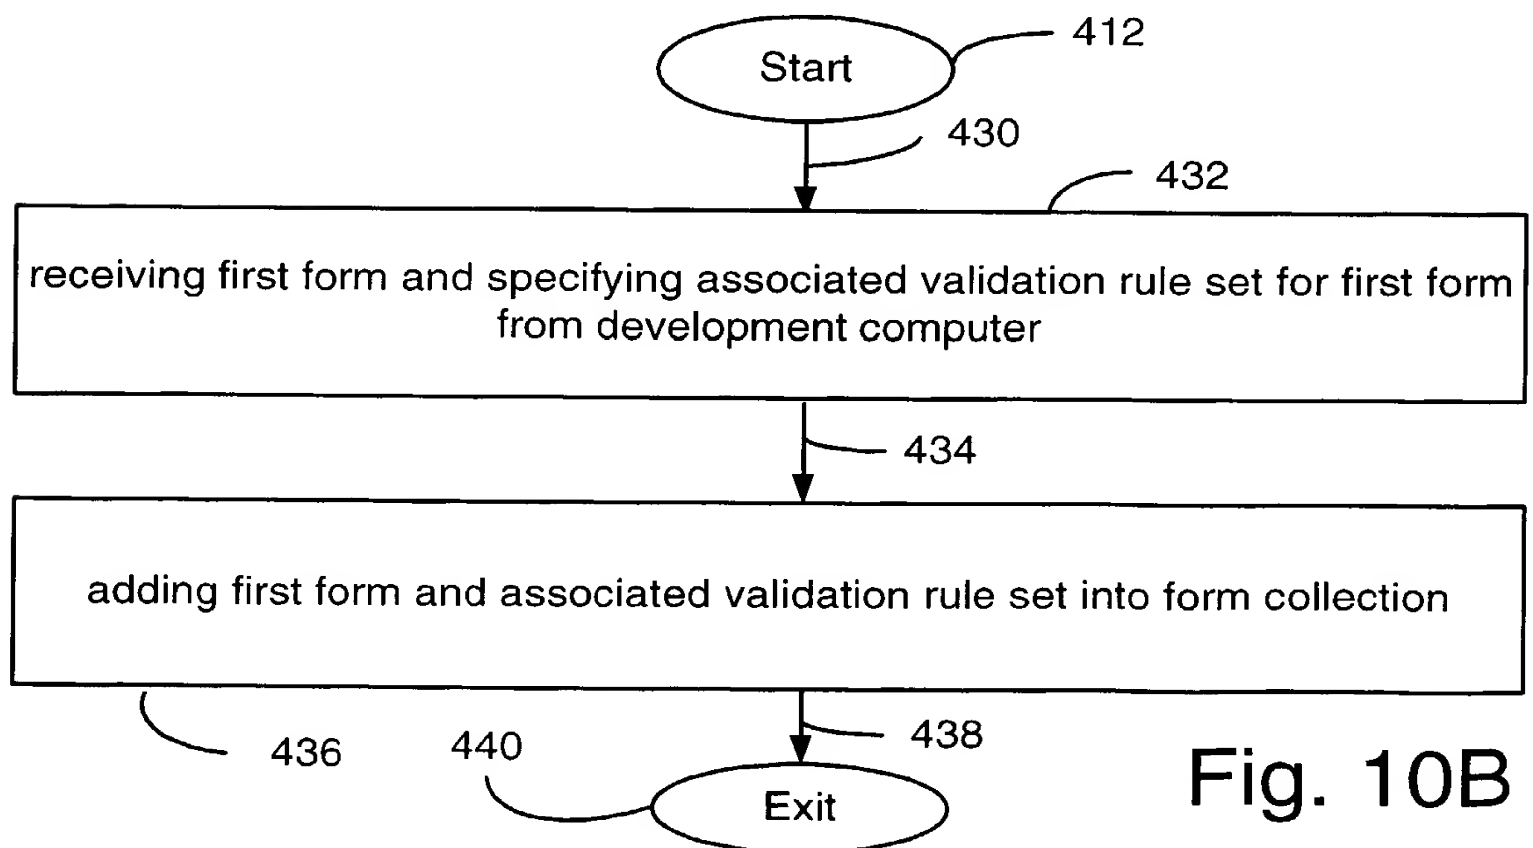 Start
412
430
432
receiving first form and specifying associated validation rule set for first form
from development computer
434
adding first form and associated validation rule set into form collection
436
440
438
Exit
Fig. 10B